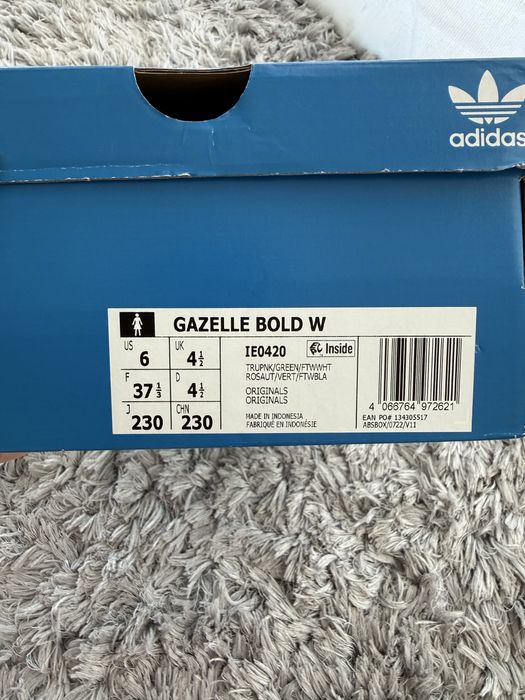 adidas
GAZELLE BOLD W
US 6 UK 4½
F 37⅓ D 4½
J 230 CHN 230
IE0420 Inside
TRUPNK/GREEN/FTWWHT
ROSAUT/VERT/FTWBLA
ORIGINALS
ORIGINALS
MADE IN INDONESIA
FABRIQUÉ EN INDONÉSIE
4 066764 972621
EAN PO# 134305517
ABSBOX/0722/V11